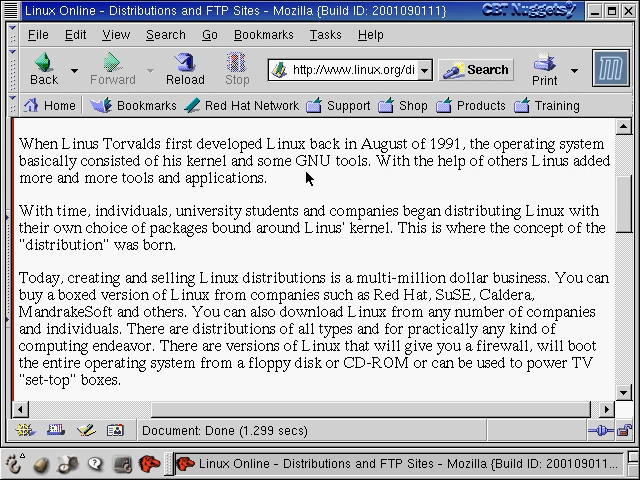 Linux Online - Distributions and FTP Sites - Mozilla {Build ID: 2001090111}
CBT Nuggets
File Edit View Search Go Bookmarks Tasks Help
Back Forward Reload Stop http://www.linux.org/di Search Print
Home Bookmarks Red Hat Network Support Shop Products Training
When Linus Torvalds first developed Linux back in August of 1991, the operating system
basically consisted of his kernel and some GNU tools. With the help of others Linus added
more and more tools and applications.
With time, individuals, university students and companies began distributing Linux with
their own choice of packages bound around Linus' kernel. This is where the concept of the
"distribution" was born.
Today, creating and selling Linux distributions is a multi-million dollar business. You can
buy a boxed version of Linux from companies such as Red Hat, SuSE, Caldera,
MandrakeSoft and others. You can also download Linux from any number of companies
and individuals. There are distributions of all types and for practically any kind of
computing endeavor. There are versions of Linux that will give you a firewall, will boot
the entire operating system from a floppy disk or CD-ROM or can be used to power TV
"set-top" boxes.
Document: Done (1.299 secs)
Linux Online - Distributions and FTP Sites - Mozilla {Build ID: 200109011...